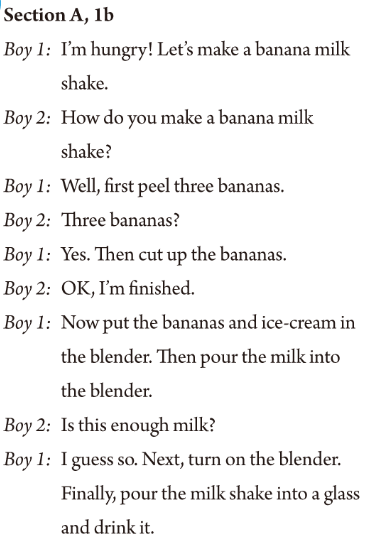 Section A, 1b
Boy 1: I'm hungry! Let's make a banana milk
shake.
Boy 2: How do you make a banana milk
shake?
Boy 1: Well, first peel three bananas.
Boy 2: Three bananas?
Boy 1: Yes. Then cut up the bananas.
Boy 2: OK, I'm finished.
Boy 1: Now put the bananas and ice-cream in
the blender. Then pour the milk into
the blender.
Boy 2: Is this enough milk?
Boy 1: I guess so. Next, turn on the blender.
Finally, pour the milk shake into a glass
and drink it.